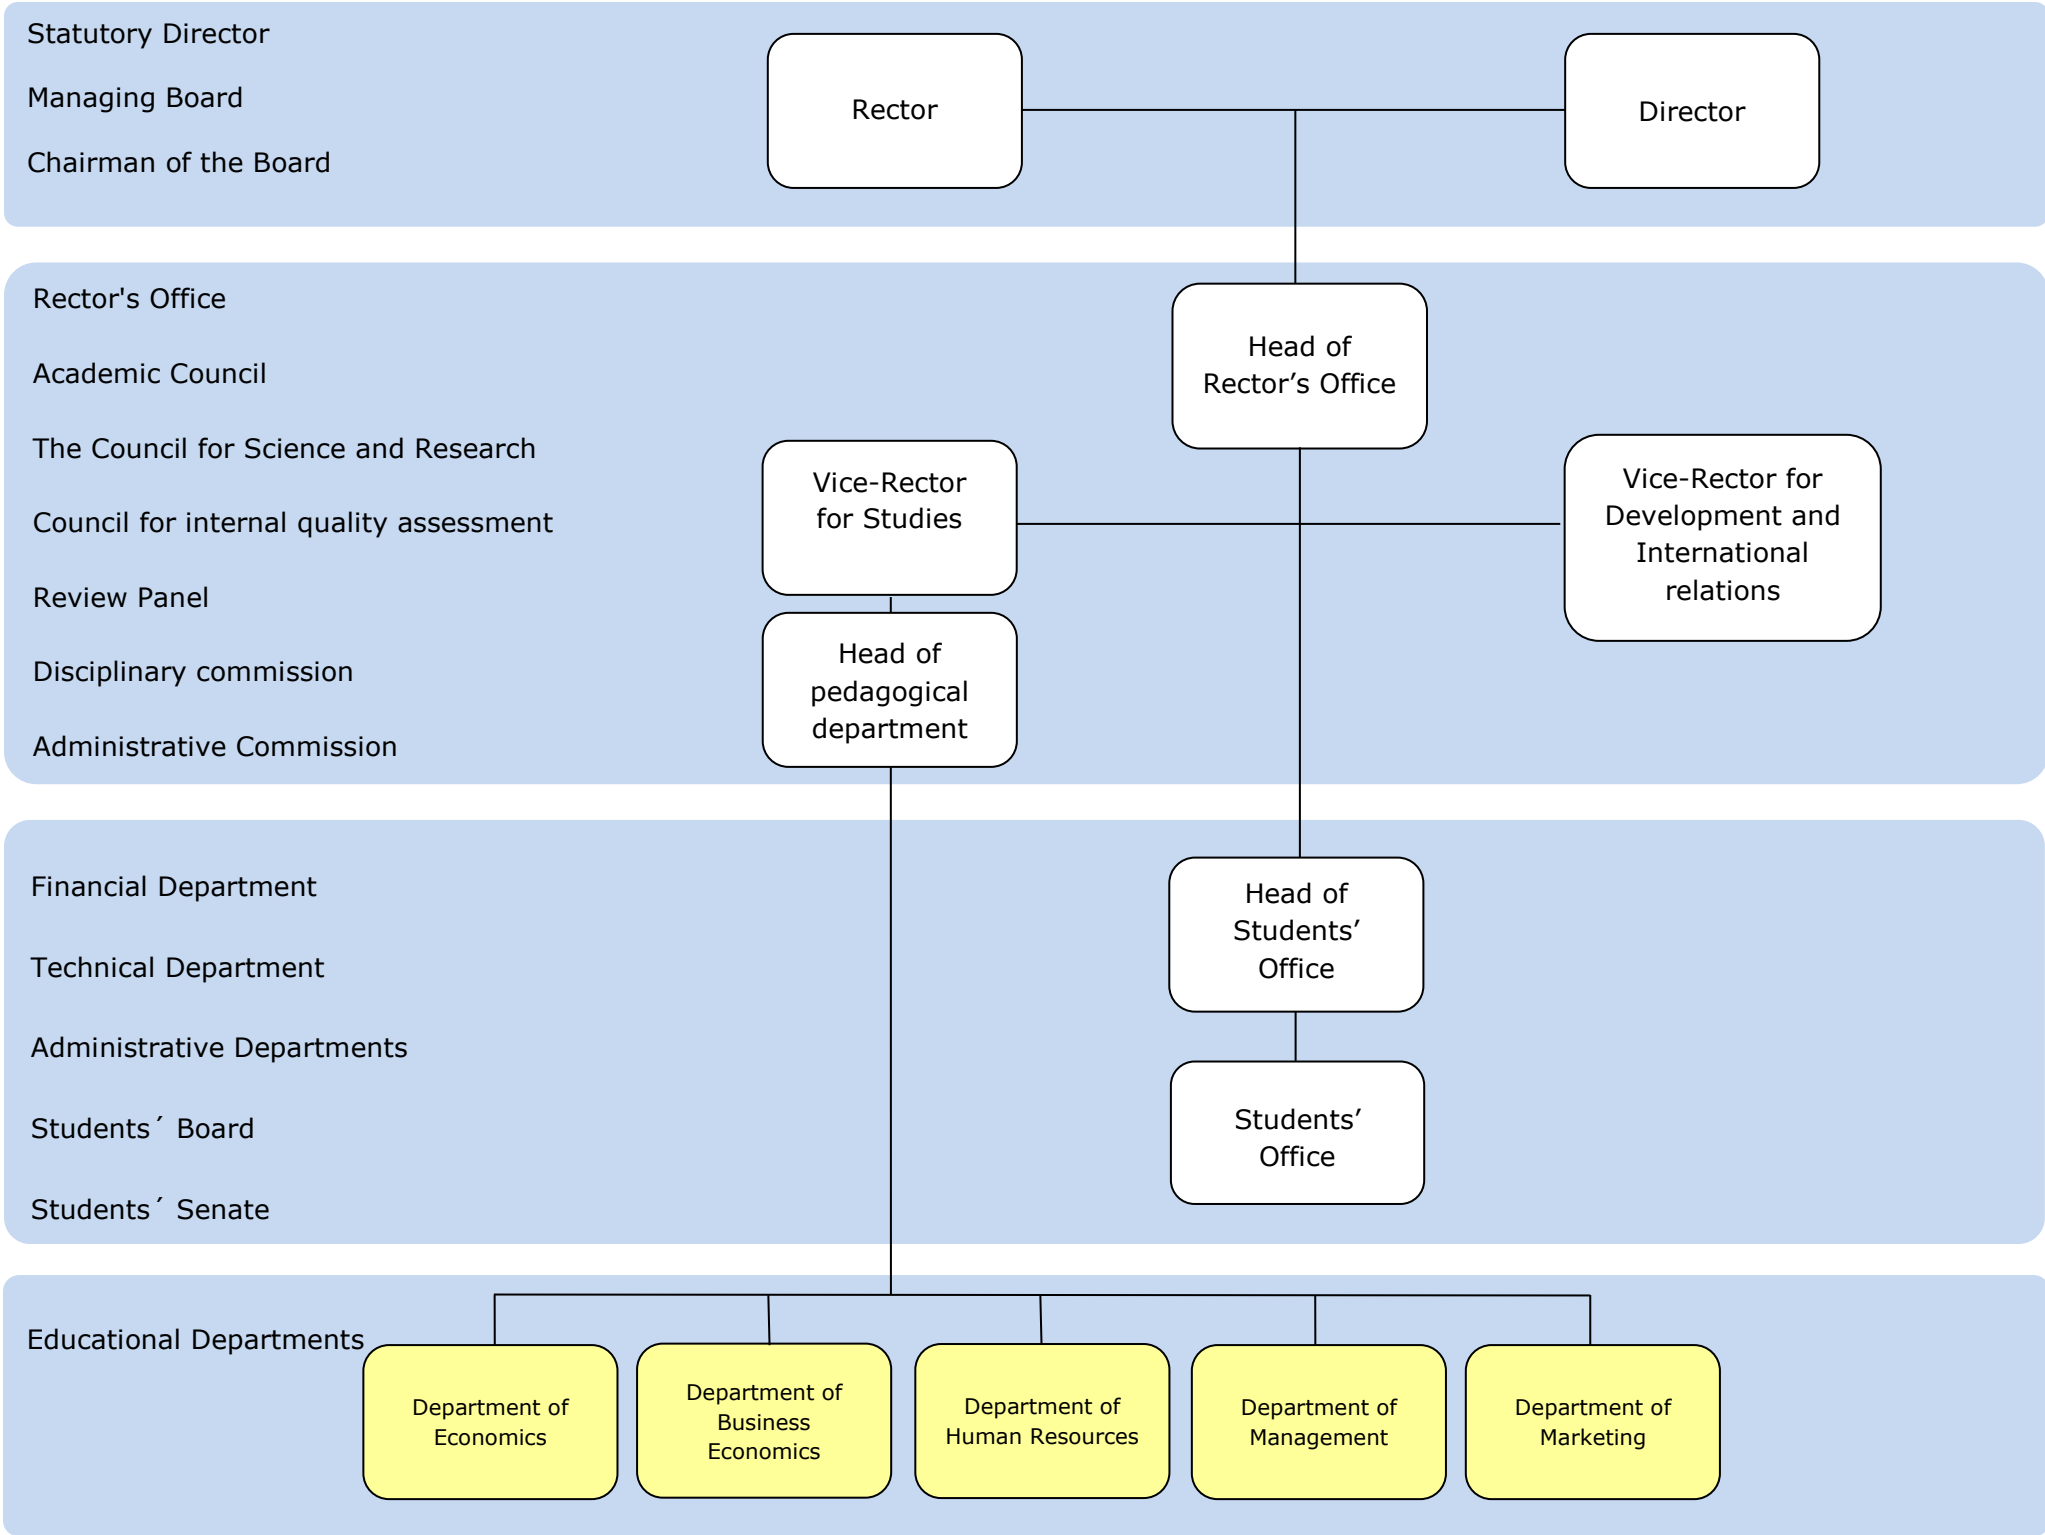 Statutory Director
Managing Board
Chairman of the Board
Rector
Director
Rector's Office
Academic Council
The Council for Science and Research
Council for internal quality assessment
Review Panel
Disciplinary commission
Administrative Commission
Head of
Rector’s Office
Vice-Rector
for Studies
Vice-Rector for
Development and
International
relations
Head of
pedagogical
department
Financial Department
Technical Department
Administrative Departments
Students´ Board
Students´ Senate
Head of
Students’
Office
Students’
Office
Educational Departments
Department of
Economics
Department of
Business
Economics
Department of
Human Resources
Department of
Management
Department of
Marketing